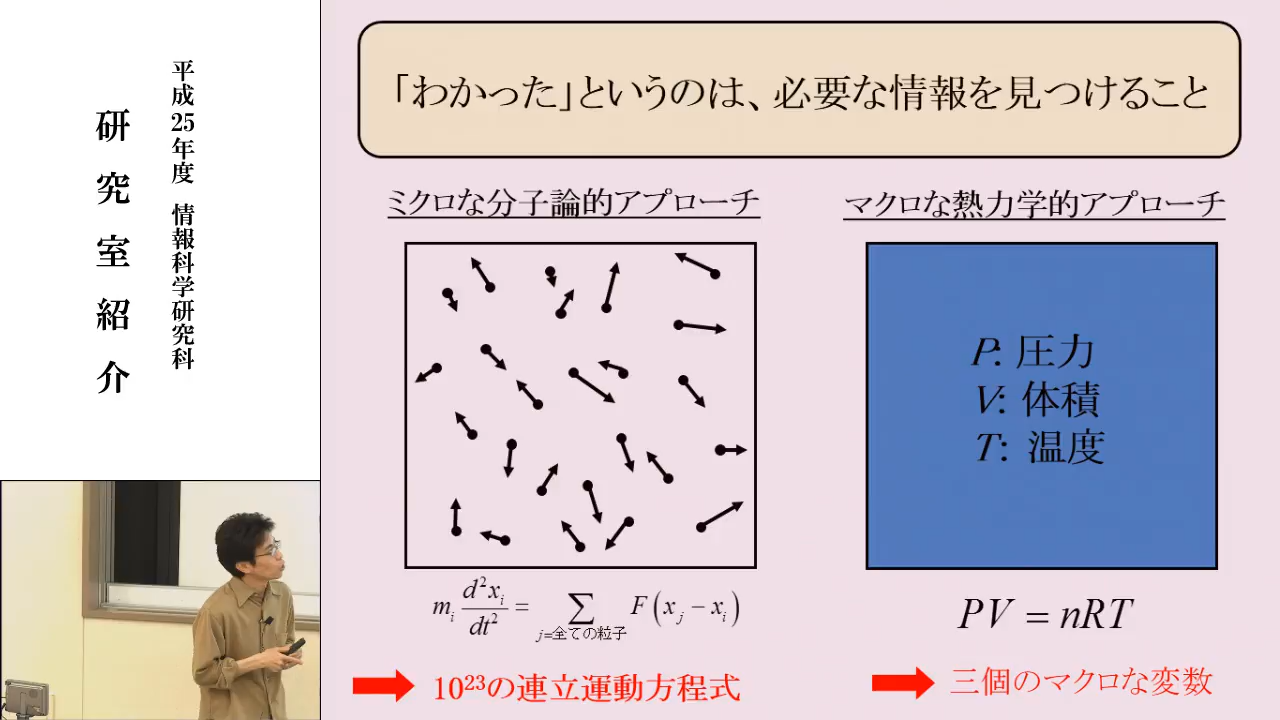 平成25年度 情報科学研究科
研究室紹介
「わかった」というのは、必要な情報を見つけること
ミクロな分子論的アプローチ
マクロな熱力学的アプローチ
P: 圧力
V: 体積
T: 温度
m_i d²x_i/dt² = Σ_{j=全ての粒子} F(x_j − x_i)
PV = nRT
10²³の連立運動方程式
三個のマクロな変数